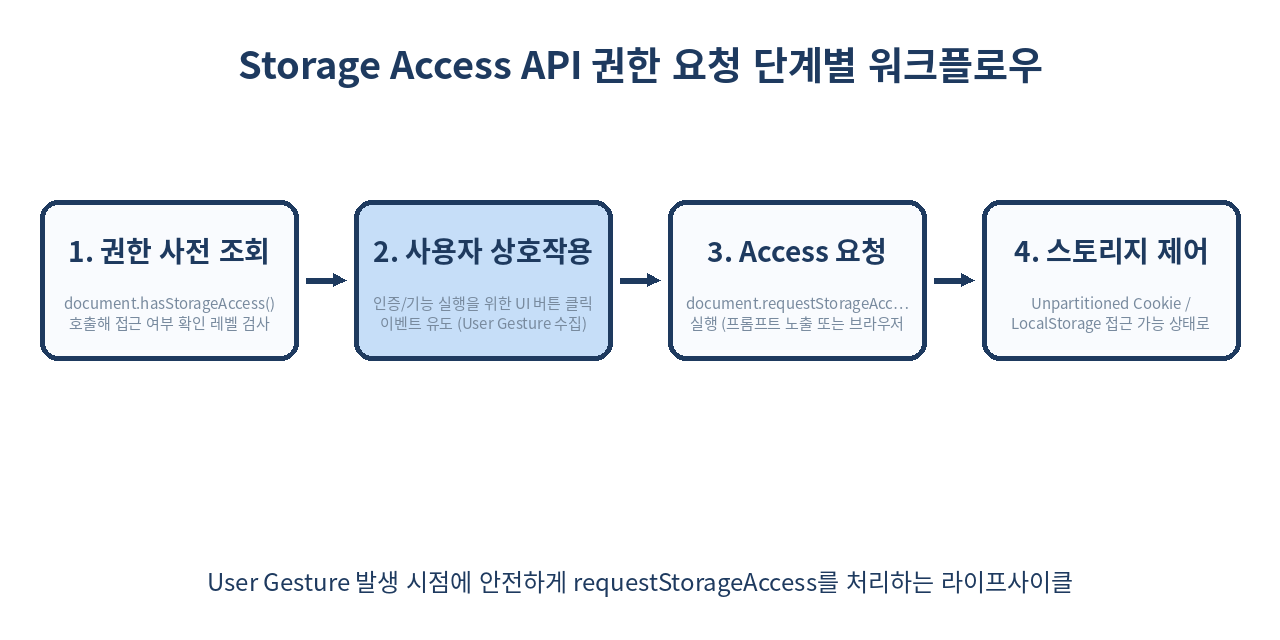 Storage Access API 권한 요청 단계별 워크플로우
1. 권한 사전 조회
document.hasStorageAccess()
호출해 접근 여부 확인 레벨 검사
2. 사용자 상호작용
인증/기능 실행을 위한 UI 버튼 클릭
이벤트 유도 (User Gesture 수집)
3. Access 요청
document.requestStorageAcc...
실행 (프롬프트 노출 또는 브라우저
4. 스토리지 제어
Unpartitioned Cookie /
LocalStorage 접근 가능 상태로
User Gesture 발생 시점에 안전하게 requestStorageAccess를 처리하는 라이프사이클